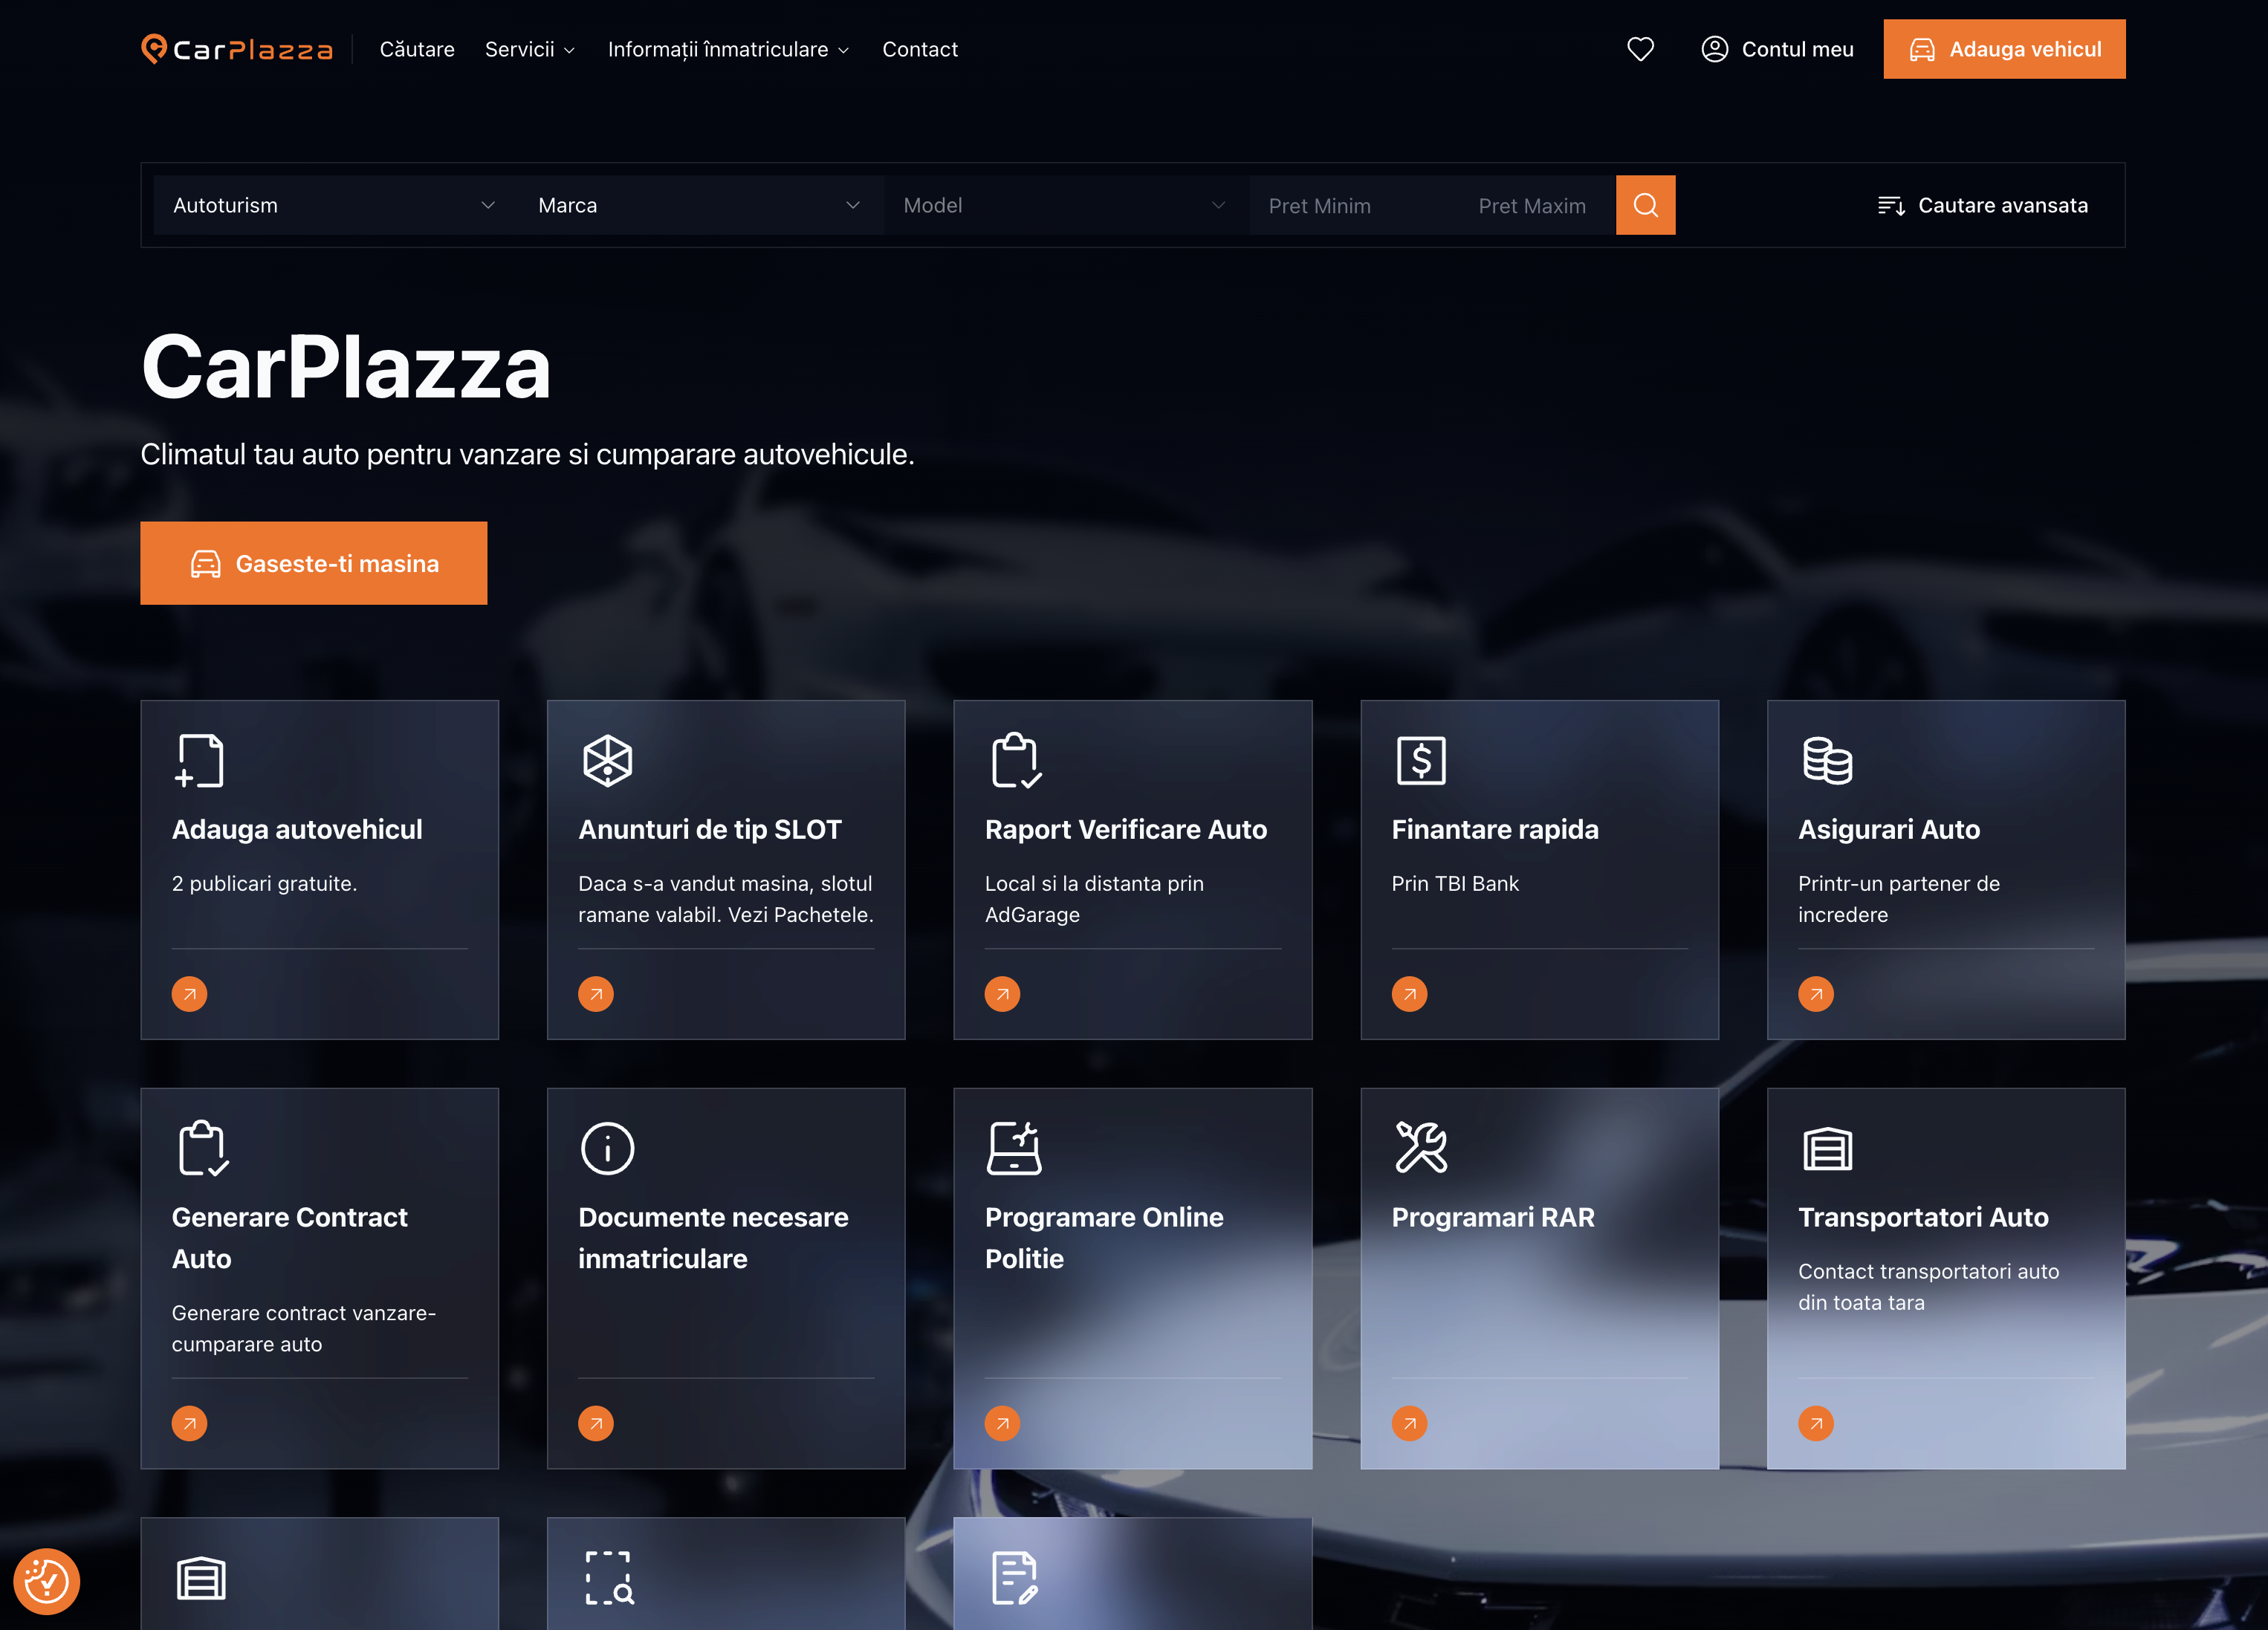 CarPlazza
Căutare
Servicii
Informații înmatriculare
Contact
Contul meu
Adauga vehicul
Autoturism
Marca
Model
Pret Minim
Pret Maxim
Cautare avansata
CarPlazza
Climatul tau auto pentru vanzare si cumparare autovehicule.
Gaseste-ti masina
Adauga autovehicul
2 publicari gratuite.
Anunturi de tip SLOT
Daca s-a vandut masina, slotul
ramane valabil. Vezi Pachetele.
Raport Verificare Auto
Local si la distanta prin
AdGarage
Finantare rapida
Prin TBI Bank
Asigurari Auto
Printr-un partener de
incredere
Generare Contract
Auto
Generare contract vanzare-
cumparare auto
Documente necesare
inmatriculare
Programare Online
Politie
Programari RAR
Transportatori Auto
Contact transportatori auto
din toata tara